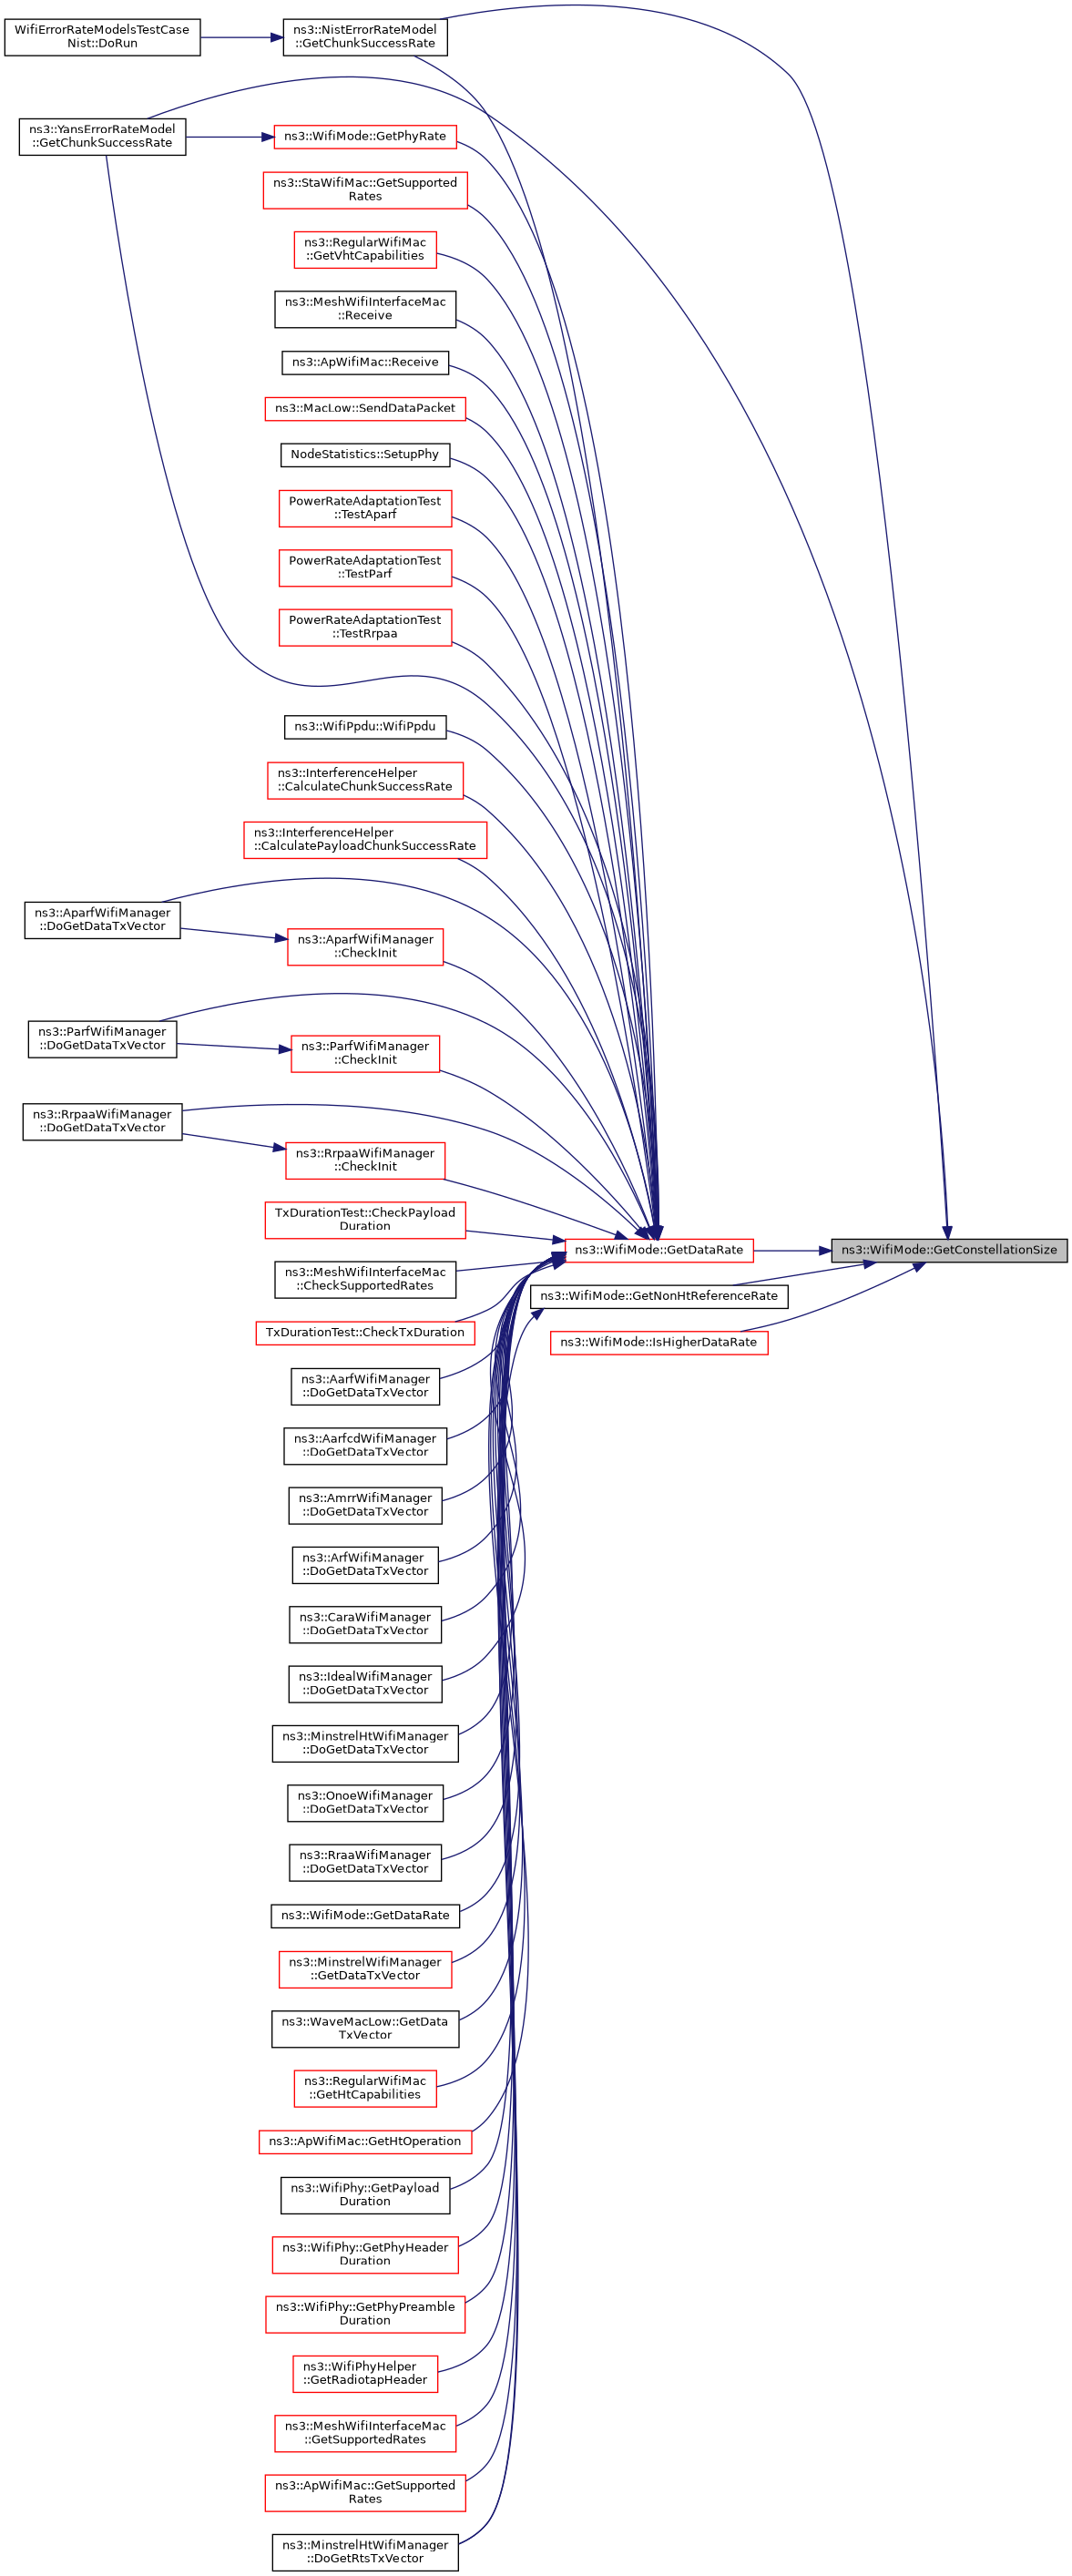 WifiErrorRateModelsTestCase
Nist::DoRun
ns3::NistErrorRateModel
::GetChunkSuccessRate
ns3::YansErrorRateModel
::GetChunkSuccessRate
ns3::WifiMode::GetPhyRate
ns3::StaWifiMac::GetSupported
Rates
ns3::RegularWifiMac
::GetVhtCapabilities
ns3::MeshWifiInterfaceMac
::Receive
ns3::ApWifiMac::Receive
ns3::MacLow::SendDataPacket
NodeStatistics::SetupPhy
PowerRateAdaptationTest
::TestAparf
PowerRateAdaptationTest
::TestParf
PowerRateAdaptationTest
::TestRrpaa
ns3::WifiPpdu::WifiPpdu
ns3::InterferenceHelper
::CalculateChunkSuccessRate
ns3::InterferenceHelper
::CalculatePayloadChunkSuccessRate
ns3::AparfWifiManager
::DoGetDataTxVector
ns3::AparfWifiManager
::CheckInit
ns3::ParfWifiManager
::DoGetDataTxVector
ns3::ParfWifiManager
::CheckInit
ns3::RrpaaWifiManager
::DoGetDataTxVector
ns3::RrpaaWifiManager
::CheckInit
TxDurationTest::CheckPayload
Duration
ns3::WifiMode::GetDataRate
ns3::WifiMode::GetConstellationSize
ns3::MeshWifiInterfaceMac
::CheckSupportedRates
ns3::WifiMode::GetNonHtReferenceRate
TxDurationTest::CheckTxDuration
ns3::WifiMode::IsHigherDataRate
ns3::AarfWifiManager
::DoGetDataTxVector
ns3::AarfcdWifiManager
::DoGetDataTxVector
ns3::AmrrWifiManager
::DoGetDataTxVector
ns3::ArfWifiManager
::DoGetDataTxVector
ns3::CaraWifiManager
::DoGetDataTxVector
ns3::IdealWifiManager
::DoGetDataTxVector
ns3::MinstrelHtWifiManager
::DoGetDataTxVector
ns3::OnoeWifiManager
::DoGetDataTxVector
ns3::RraaWifiManager
::DoGetDataTxVector
ns3::WifiMode::GetDataRate
ns3::MinstrelWifiManager
::GetDataTxVector
ns3::WaveMacLow::GetData
TxVector
ns3::RegularWifiMac
::GetHtCapabilities
ns3::ApWifiMac::GetHtOperation
ns3::WifiPhy::GetPayload
Duration
ns3::WifiPhy::GetPhyHeader
Duration
ns3::WifiPhy::GetPhyPreamble
Duration
ns3::WifiPhyHelper
::GetRadiotapHeader
ns3::MeshWifiInterfaceMac
::GetSupportedRates
ns3::ApWifiMac::GetSupported
Rates
ns3::MinstrelHtWifiManager
::DoGetRtsTxVector